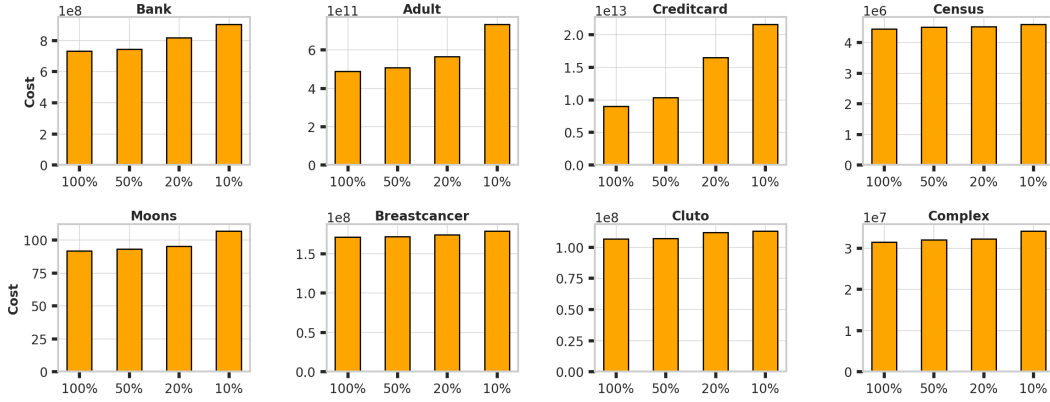 Bank
1e8
Cost
8
6
4
2
0
100% 50% 20% 10%
Adult
1e11
6
4
2
0
100% 50% 20% 10%
Creditcard
1e13
2.0
1.5
1.0
0.5
0.0
100% 50% 20% 10%
Census
1e6
4
3
2
1
0
100% 50% 20% 10%
Moons
Cost
100
75
50
25
0
100% 50% 20% 10%
Breastcancer
1e8
1.5
1.0
0.5
0.0
100% 50% 20% 10%
Cluto
1e8
1.00
0.75
0.50
0.25
0.00
100% 50% 20% 10%
Complex
1e7
3
2
1
0
100% 50% 20% 10%